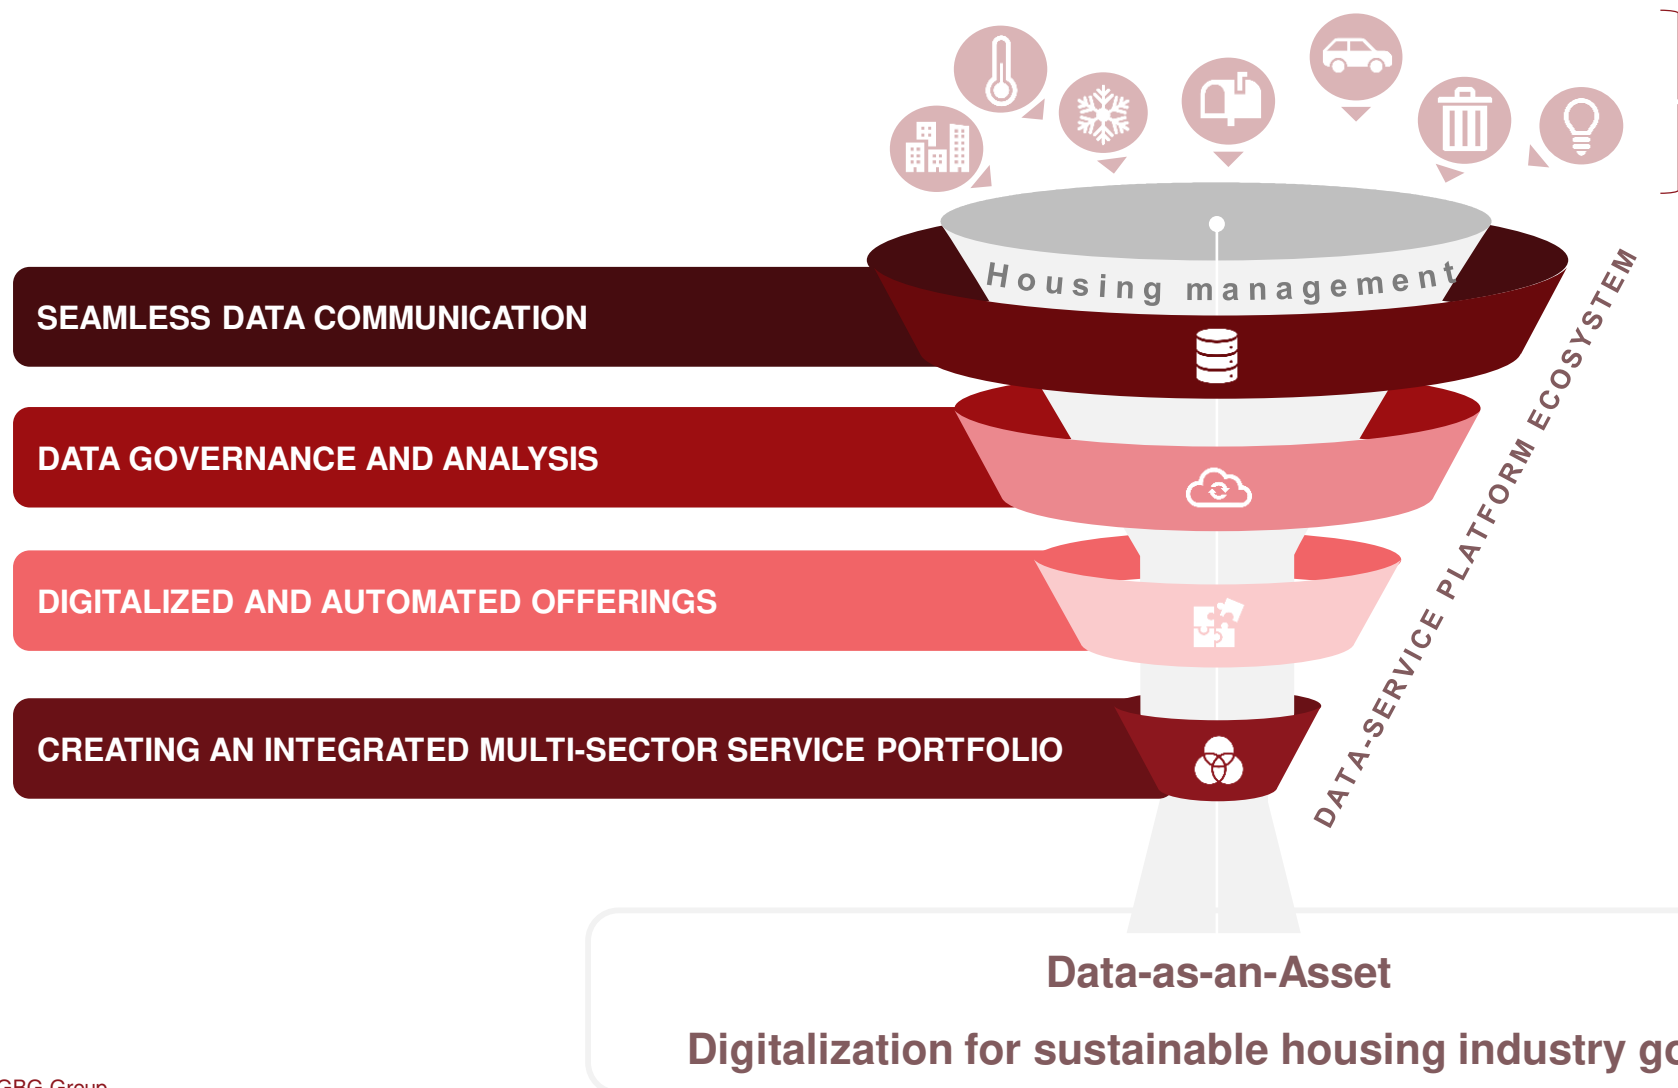 Housing management
SEAMLESS DATA COMMUNICATION
DATA GOVERNANCE AND ANALYSIS
DIGITALIZED AND AUTOMATED OFFERINGS
CREATING AN INTEGRATED MULTI-SECTOR SERVICE PORTFOLIO
DATA-SERVICE PLATFORM ECOSYSTEM
Data-as-an-Asset
Digitalization for sustainable housing industry
Group